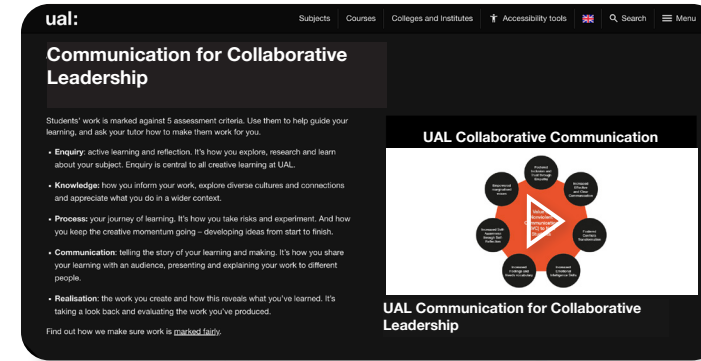 ual:
Subjects Courses Colleges and Institutes Accessibility tools Search Menu
Communication for Collaborative
Leadership
Students' work is marked against 5 assessment criteria. Use them to help guide your
learning, and ask your tutor how to make them work for you.
• Enquiry: active learning and reflection. It's how you explore, research and learn
about your subject. Enquiry is central to all creative learning at UAL.
• Knowledge: how you inform your work, explore diverse cultures and connections
and appreciate what you do in a wider context.
• Process: your journey of learning. It's how you take risks and experiment. And how
you keep the creative momentum going – developing ideas from start to finish.
• Communication: telling the story of your learning and making. It's how you share
your learning with an audience, presenting and explaining your work to different
people.
• Realisation: the work you create and how this reveals what you've learned. It's
taking a look back and evaluating the work you've produced.
Find out how we make sure work is marked fairly.
UAL Collaborative Communication
UAL Communication for Collaborative
Leadership